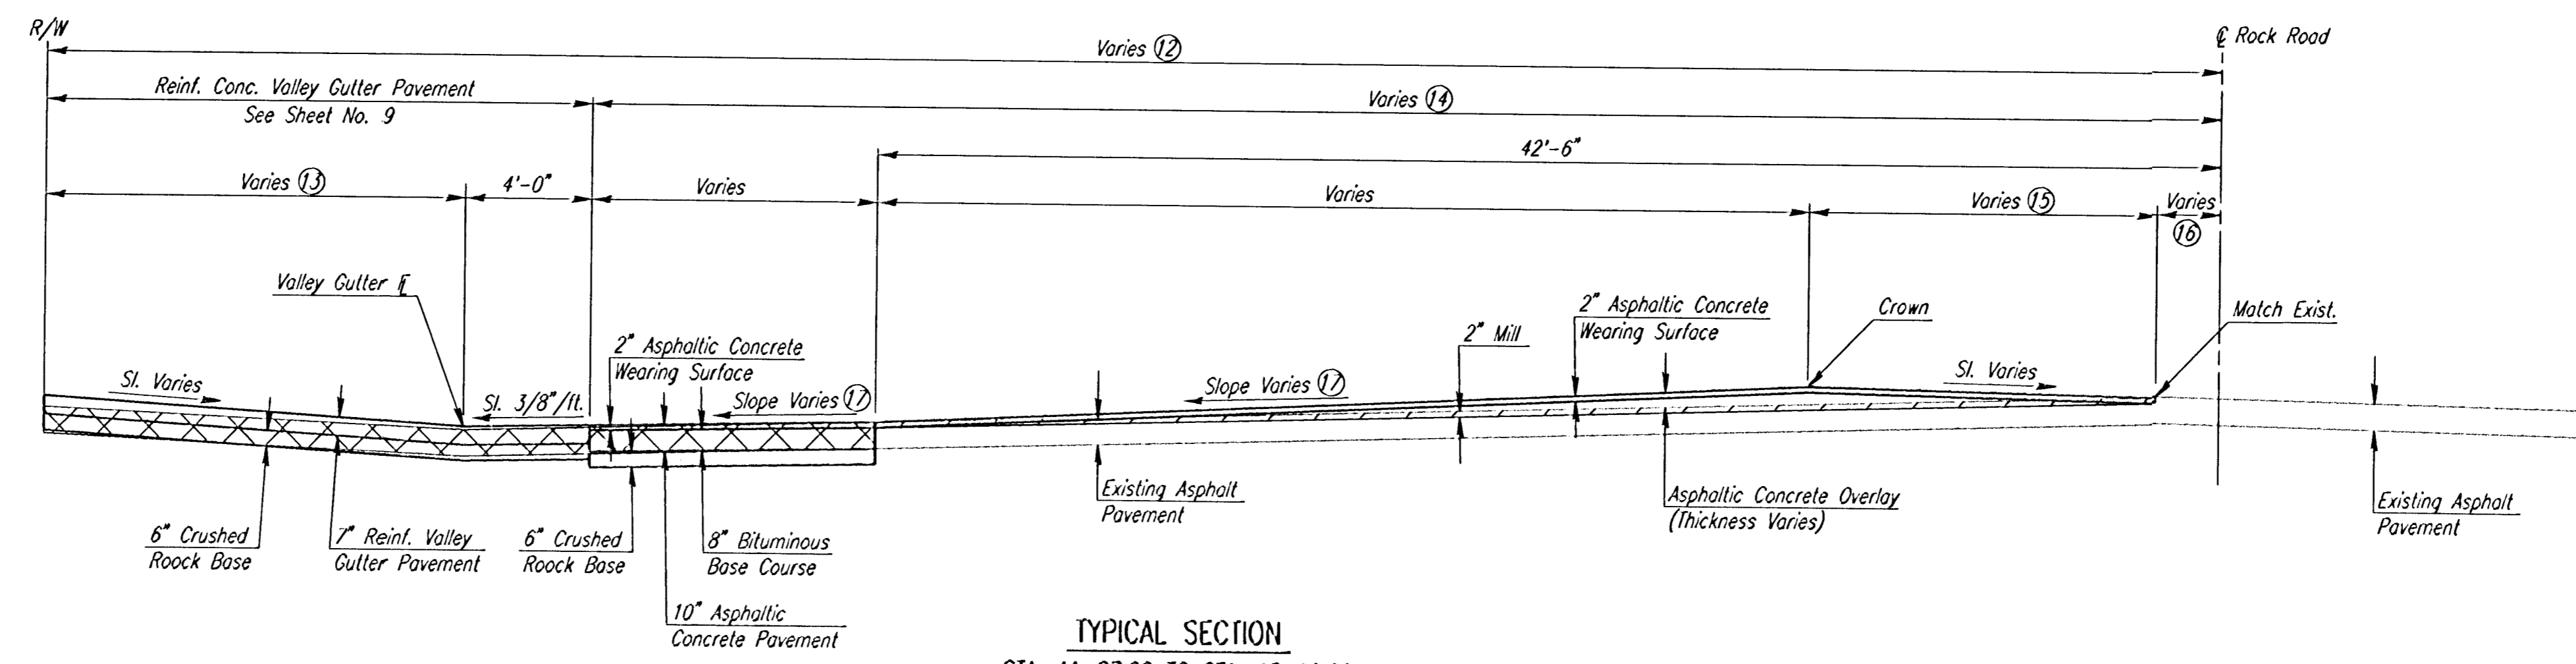 R/W
Varies 12
℄ Rock Road
Reinf. Conc. Valley Gutter Pavement
See Sheet No. 9
Varies 14
42'-6"
Varies 13
4'-0"
Varies
Varies
Varies 15
Varies
16
Valley Gutter ℄
2" Asphaltic Concrete
Wearing Surface
2" Mill
2" Asphaltic Concrete
Wearing Surface
Crown
Match Exist.
Sl. Varies
Sl. 3/8"/ft.
Slope Varies 17
Slope Varies 17
Sl. Varies
6" Crushed
Roock Base
7" Reinf. Valley
Gutter Pavement
6" Crushed
Roock Base
8" Bituminous
Base Course
10" Asphaltic
Concrete Pavement
Existing Asphalt
Pavement
Asphaltic Concrete Overlay
(Thickness Varies)
Existing Asphalt
Pavement
TYPICAL SECTION